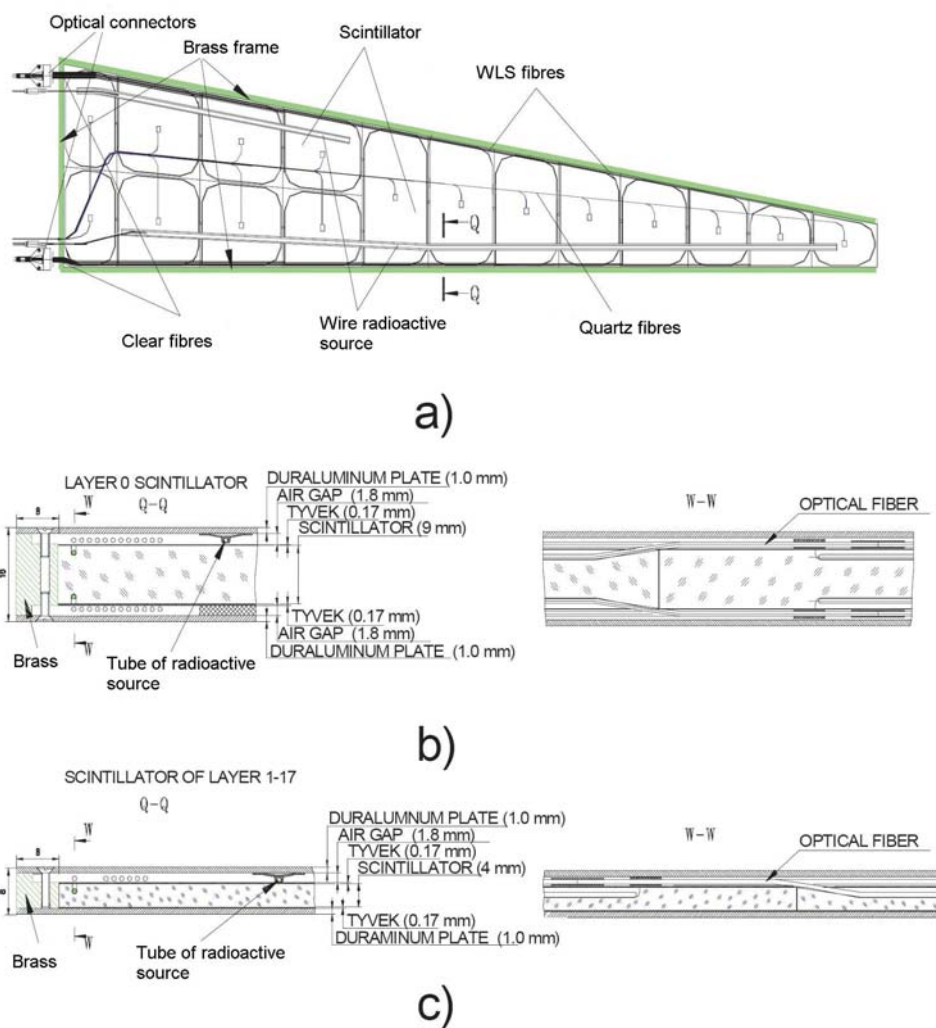 Optical connectors
Brass frame
Scintillator
WLS fibres
Q
Q
Clear fibres
Wire radioactive
source
Quartz fibres
a)
LAYER 0 SCINTILLATOR
Q-Q
W
8
DURALUMINUM PLATE (1.0 mm)
AIR GAP (1.8 mm)
TYVEK (0.17 mm)
SCINTILLATOR (9 mm)
W-W
OPTICAL FIBER
TYVEK (0.17 mm)
AIR GAP (1.8 mm)
DURALUMINUM PLATE (1.0 mm)
W
Brass
Tube of radioactive
source
b)
SCINTILLATOR OF LAYER 1-17
Q-Q
W
8
DURALUMNUM PLATE (1.0 mm)
AIR GAP (1.8 mm)
TYVEK (0.17 mm)
SCINTILLATOR (4 mm)
W-W
OPTICAL FIBER
TYVEK (0.17 mm)
DURAMINUM PLATE (1.0 mm)
W
Brass
Tube of radioactive
source
c)